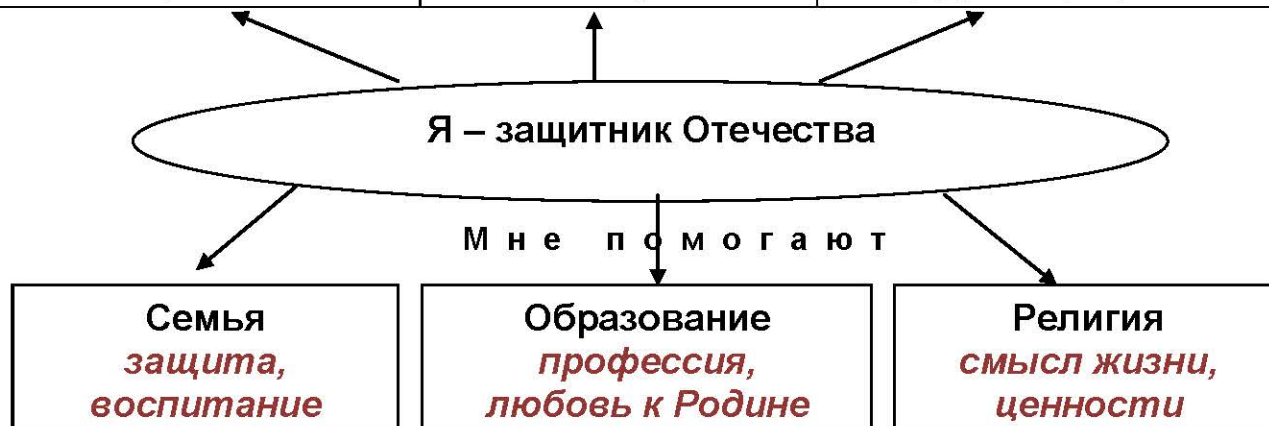 Я – защитник Отечества
Мне помогают
Семья
защита,
воспитание
Образование
профессия,
любовь к Родине
Религия
смысл жизни,
ценности